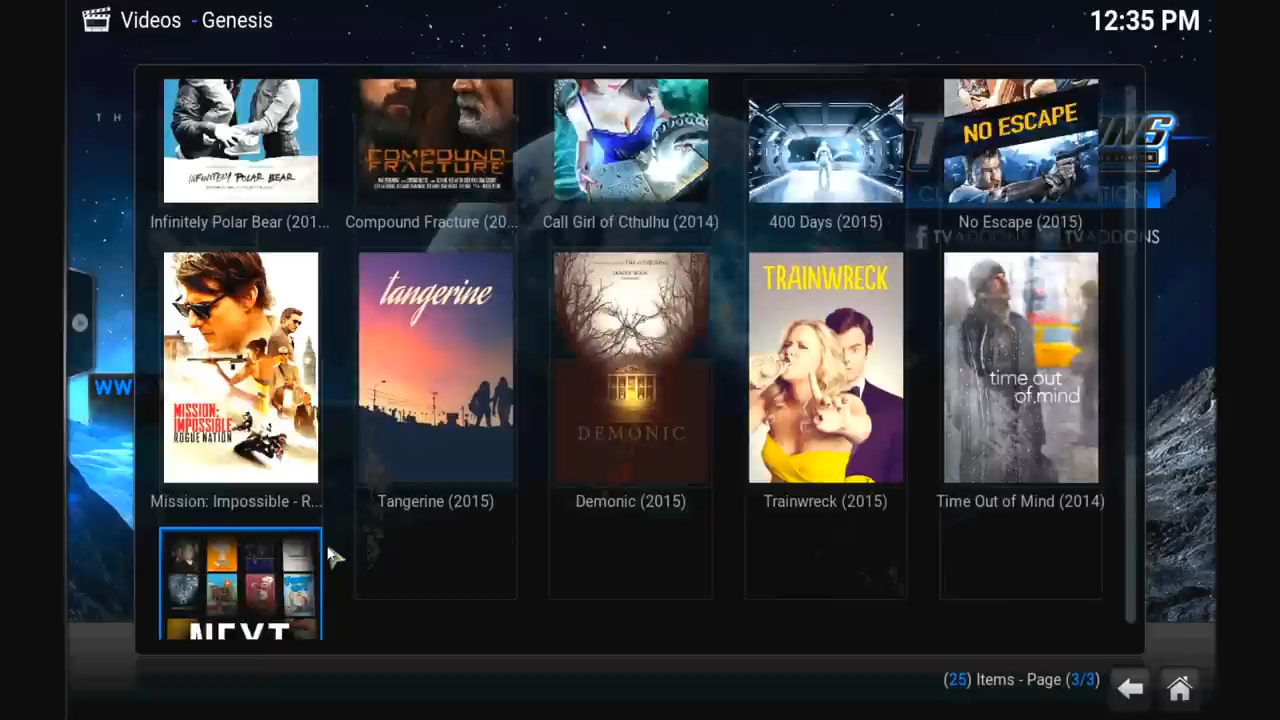 Videos - Genesis
12:35 PM
T H
INFINITELY POLAR BEAR
COMPOUND
FRACTURE
NO ESCAPE
Infinitely Polar Bear (201...
Compound Fracture (20...
Call Girl of Cthulhu (2014)
400 Days (2015)
No Escape (2015)
TVADDONS
TVADDONS
tangerine
TRAINWRECK
MISSION:
IMPOSSIBLE
ROGUE NATION
DEMONIC
time out
of mind
WW
Mission: Impossible - R...
Tangerine (2015)
Demonic (2015)
Trainwreck (2015)
Time Out of Mind (2014)
NEXT
(25) Items - Page (3/3)